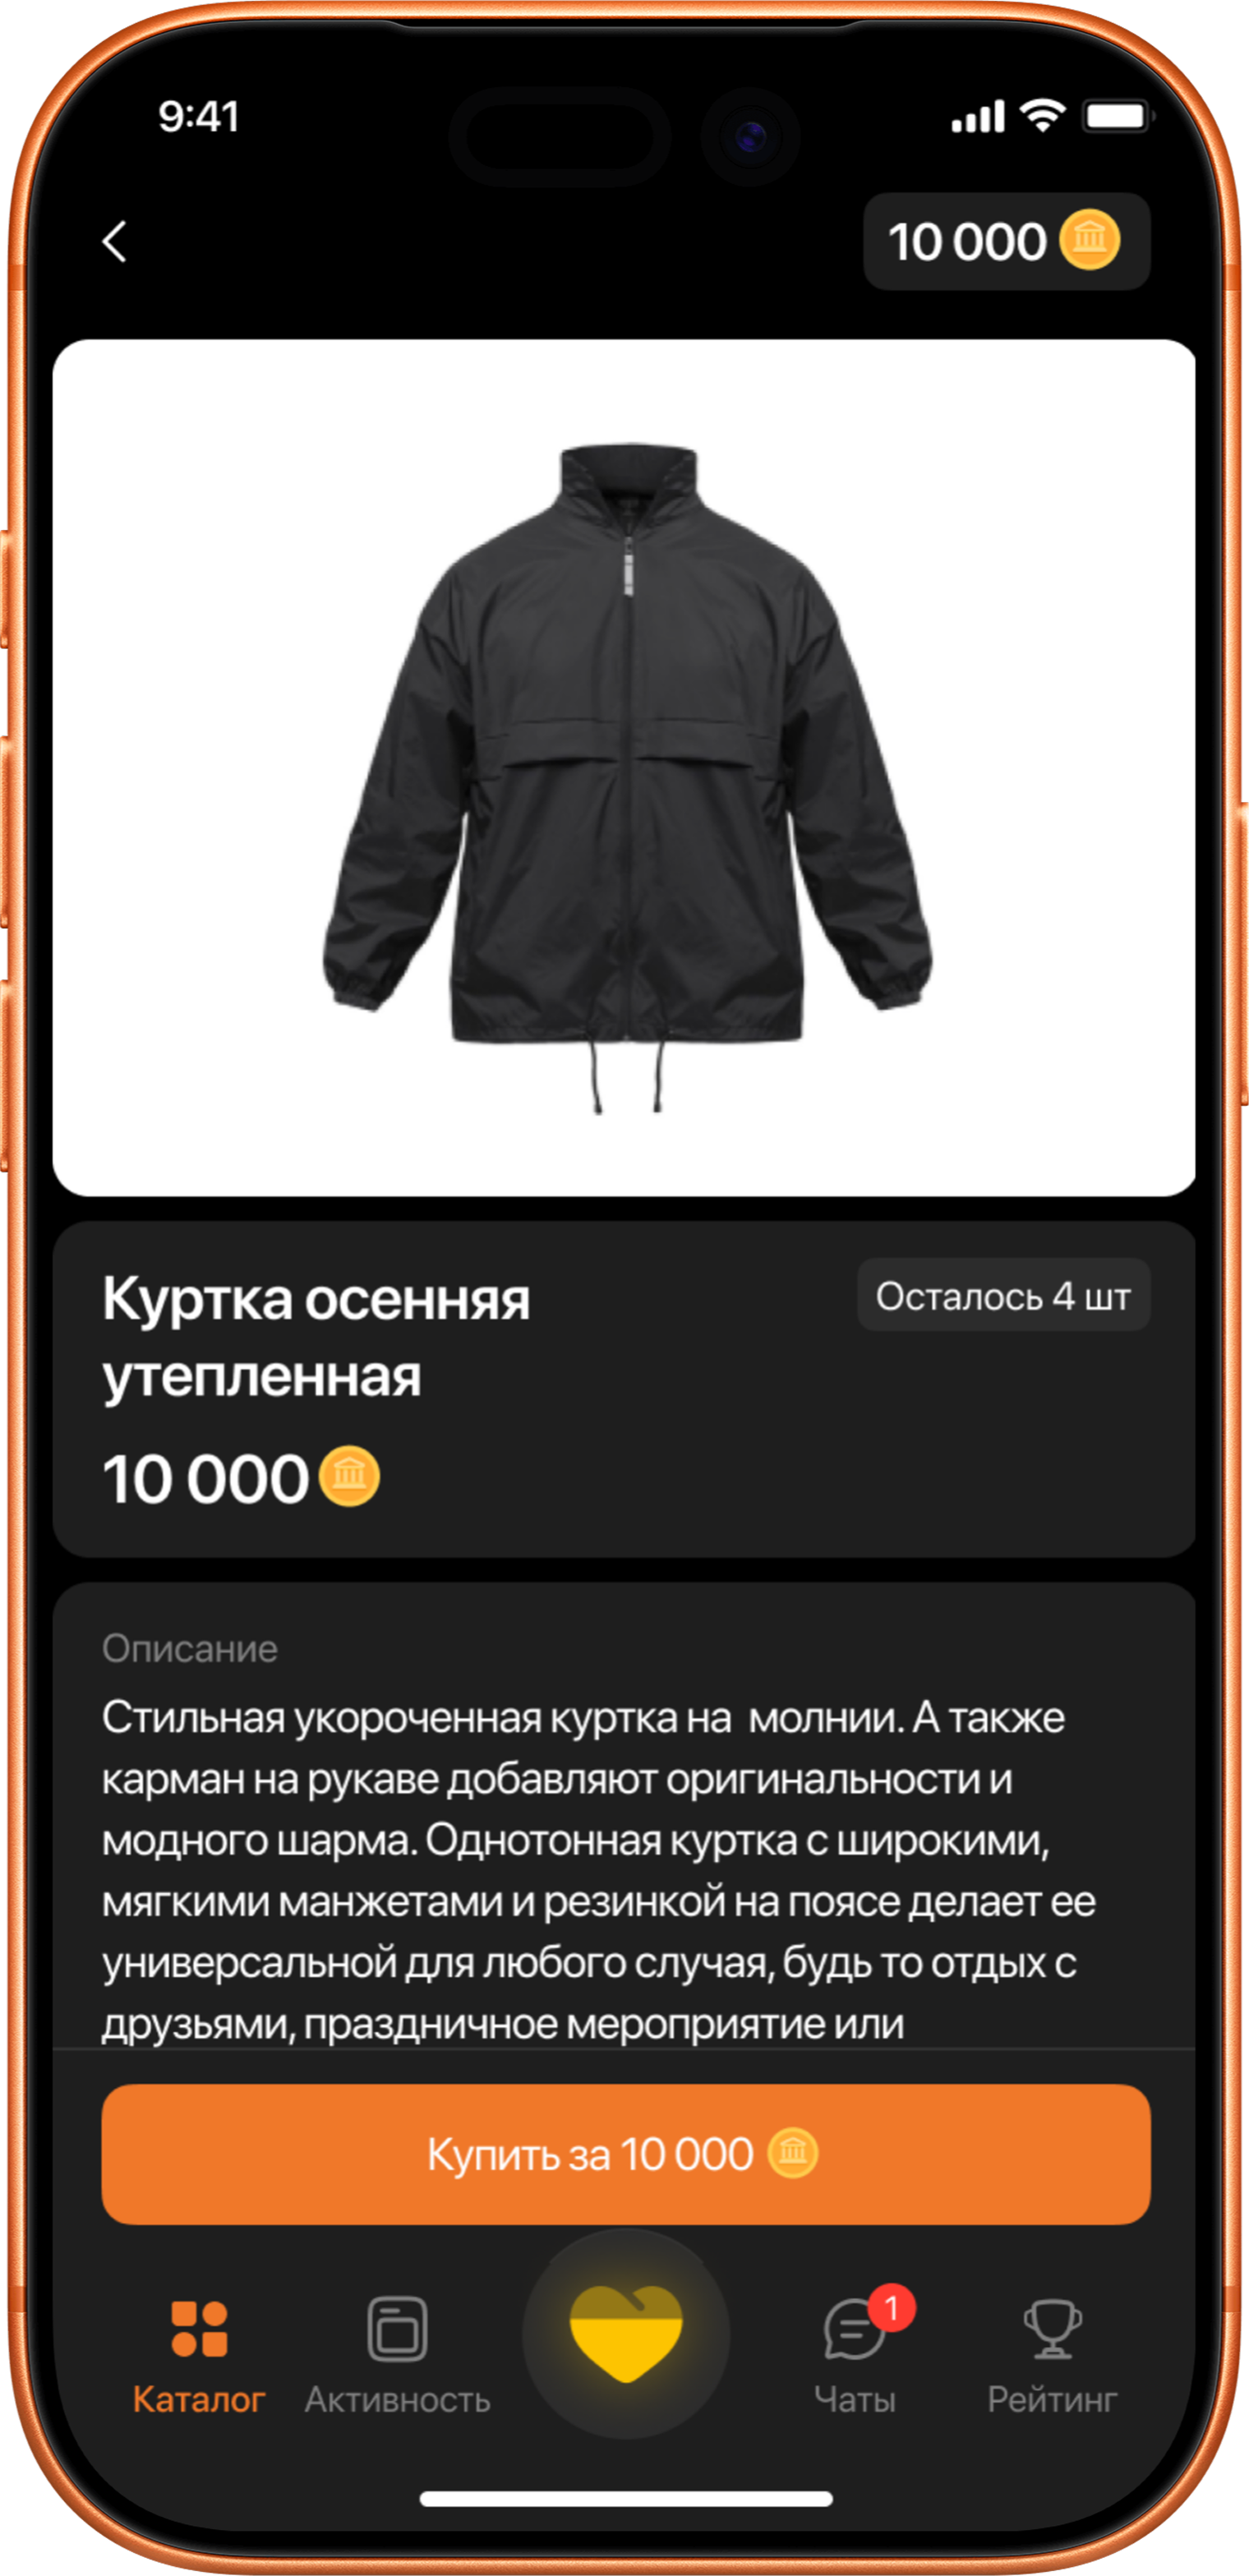 9:41
10 000
Куртка осенняя
утепленная
Осталось 4 шт
10 000
Описание
Стильная укороченная куртка на  молнии. А также
карман на рукаве добавляют оригинальности и
модного шарма. Однотонная куртка с широкими,
мягкими манжетами и резинкой на поясе делает ее
универсальной для любого случая, будь то отдых с
друзьями, праздничное мероприятие или
Купить за 10 000
1
Каталог
Активность
Чаты
Рейтинг